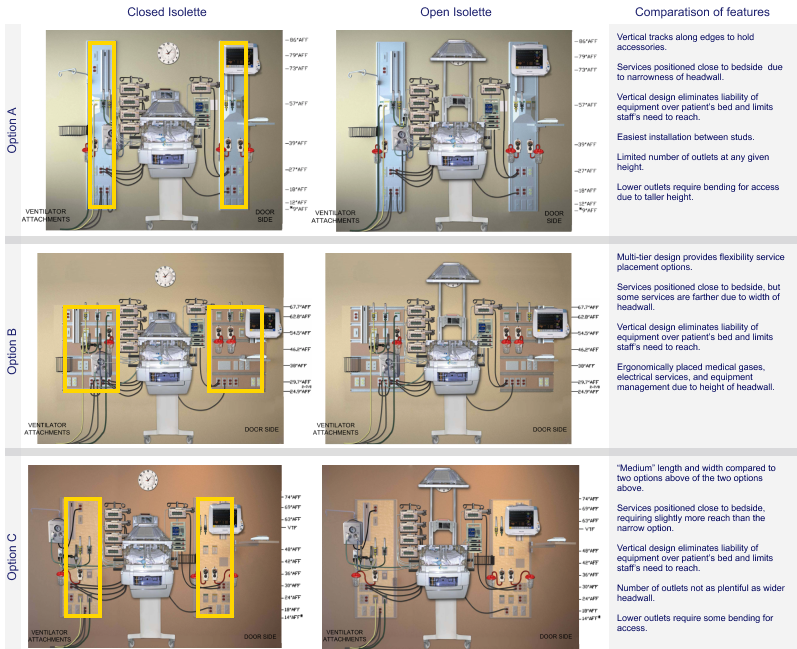 Closed Isolette
Open Isolette
Comparatison of features
Option A
86"AFF
79"AFF
73"AFF
57"AFF
39"AFF
27"AFF
18"AFF
12"AFF
*9"AFF
VENTILATOR
ATTACHMENTS
DOOR
SIDE
86"AFF
79"AFF
73"AFF
57"AFF
39"AFF
27"AFF
18"AFF
12"AFF
*9"AFF
VENTILATOR
ATTACHMENTS
DOOR
SIDE
Vertical tracks along edges to hold
accessories.
Services positioned close to bedside due
to narrowness of headwall.
Vertical design eliminates liability of
equipment over patient's bed and limits
staff's need to reach.
Easiest installation between studs.
Limited number of outlets at any given
height.
Lower outlets require bending for access
due to taller height.
Option B
67.7"AFF
62.8"AFF
54.5"AFF
46.2"AFF
38"AFF
29.7"AFF
24.9"AFF
VENTILATOR
ATTACHMENTS
DOOR SIDE
67.7"AFF
62.8"AFF
54.5"AFF
46.2"AFF
38"AFF
29.7"AFF
24.9"AFF
VENTILATOR
ATTACHMENTS
DOOR SIDE
Multi-tier design provides flexibility service
placement options.
Services positioned close to bedside, but
some services are farther due to width of
headwall.
Vertical design eliminates liability of
equipment over patient's bed and limits
staff's need to reach.
Ergonomically placed medical gases,
electrical services, and equipment
management due to height of headwall.
Option C
74"AFF
69"AFF
63"AFF
VTF
48"AFF
42"AFF
36"AFF
30"AFF
24"AFF
18"AFF
14"AFF*
VENTILATOR
ATTACHMENTS
DOOR SIDE
74"AFF
69"AFF
63"AFF
VTF
48"AFF
42"AFF
36"AFF
30"AFF
24"AFF
18"AFF
14"AFF*
VENTILATOR
ATTACHMENTS
DOOR SIDE
"Medium" length and width compared to
two options above of the two options
above.
Services positioned close to bedside,
requiring slightly more reach than the
narrow option.
Vertical design eliminates liability of
equipment over patient's bed and limits
staff's need to reach.
Number of outlets not as plentiful as wider
headwall.
Lower outlets require some bending for
access.